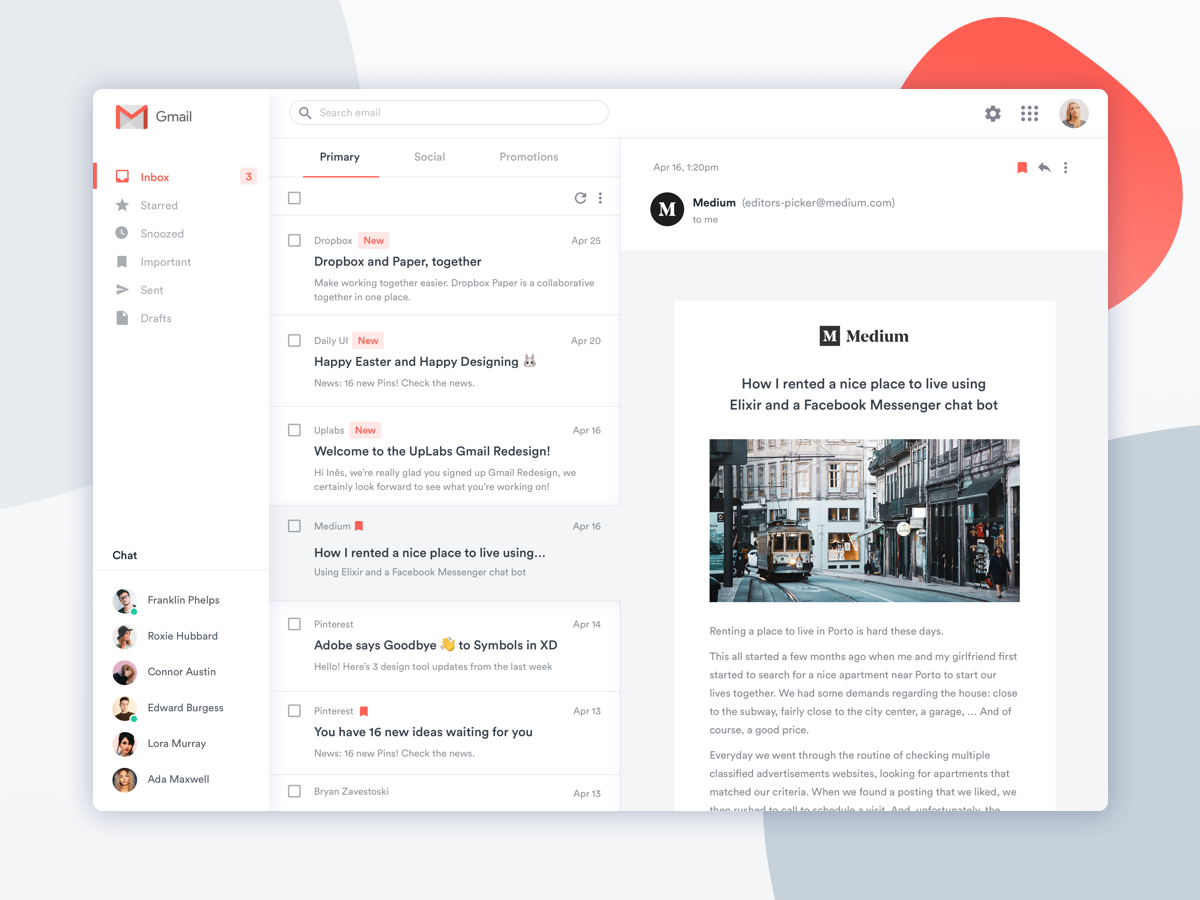 Gmail
Search email
Inbox
3
Starred
Snoozed
Important
Sent
Drafts
Chat
Franklin Phelps
Roxie Hubbard
Connor Austin
Edward Burgess
Lora Murray
Ada Maxwell
Primary
Social
Promotions
Dropbox New Apr 25
Dropbox and Paper, together
Make working together easier. Dropbox Paper is a collaborative
together in one place.
Daily UI New Apr 20
Happy Easter and Happy Designing 🐰
News: 16 new Pins! Check the news.
Uplabs New Apr 16
Welcome to the UpLabs Gmail Redesign!
Hi Inês, we’re really glad you signed up Gmail Redesign, we
certainly look forward to see what you’re working on!
Medium Apr 16
How I rented a nice place to live using…
Using Elixir and a Facebook Messenger chat bot
Pinterest Apr 14
Adobe says Goodbye 👋 to Symbols in XD
Hello! Here’s 3 design tool updates from the last week
Pinterest Apr 13
You have 16 new ideas waiting for you
News: 16 new Pins! Check the news.
Bryan Zavestoski Apr 13
Apr 16, 1:20pm
M
Medium (editors-picker@medium.com)
to me
M Medium
How I rented a nice place to live using
Elixir and a Facebook Messenger chat bot
Renting a place to live in Porto is hard these days.
This all started a few months ago when me and my girlfriend first
started to search for a nice apartment near Porto to start our
lives together. We had some demands regarding the house: close
to the subway, fairly close to the city center, a garage, … And of
course, a good price.
Everyday we went through the routine of checking multiple
classified advertisements websites, looking for apartments that
matched our criteria. When we found a posting that we liked, we
then rushed to call to schedule a visit. And, unfortunately, the